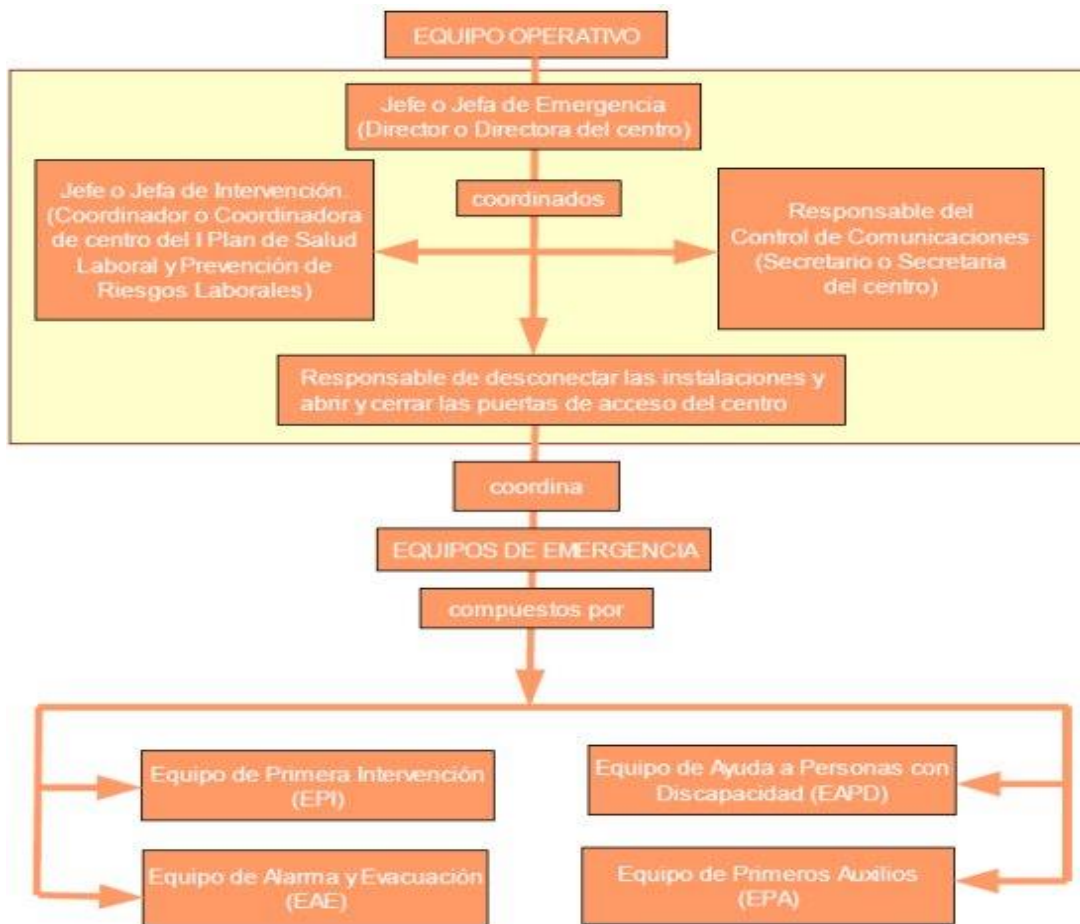 EQUIPO OPERATIVO
Jefe o Jefa de Emergencia
(Director o Directora del centro)
Jefe o Jefa de Intervención.
(Coordinador o Coordinadora
de centro del I Plan de Salud
Laboral y Prevención de
Riesgos Laborales)
coordinados
Responsable del
Control de Comunicaciones
(Secretario o Secretaria
del centro)
Responsable de desconectar las instalaciones y
abrir y cerrar las puertas de acceso del centro
coordina
EQUIPOS DE EMERGENCIA
compuestos por
Equipo de Primera Intervención
(EPI)
Equipo de Ayuda a Personas con
Discapacidad (EAPD)
Equipo de Alarma y Evacuación
(EAE)
Equipo de Primeros Auxilios
(EPA)